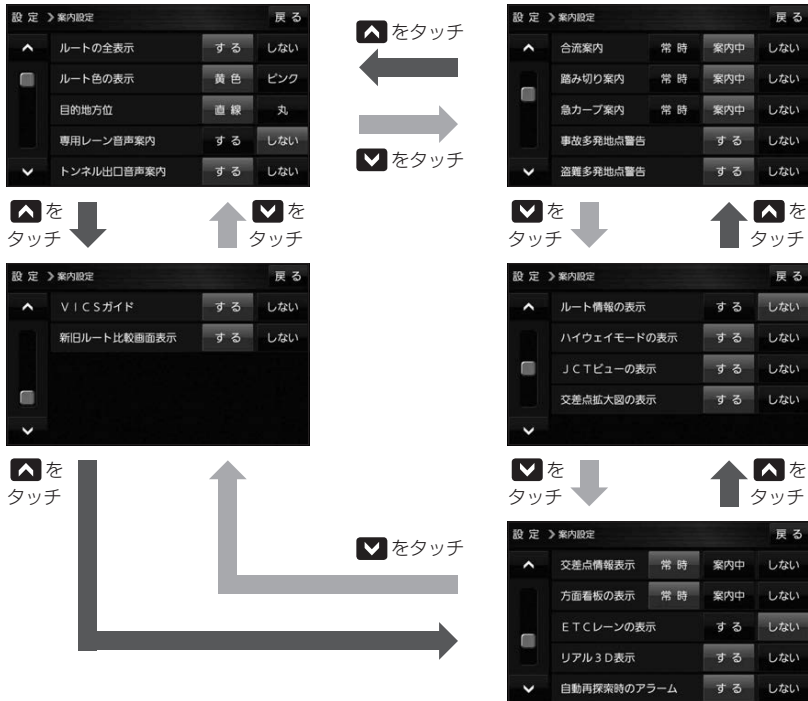 設定 案内設定 戻る
ルートの全表示 する しない
ルート色の表示 黄色 ピンク
目的地方位 直線 丸
専用レーン音声案内 する しない
トンネル出口音声案内 する しない
をタッチ
をタッチ
設定 案内設定 戻る
合流案内 常時 案内中 しない
踏み切り案内 常時 案内中 しない
急カーブ案内 常時 案内中 しない
事故多発地点警告 する しない
盗難多発地点警告 する しない
を
タッチ
を
タッチ
を
タッチ
を
タッチ
設定 案内設定 戻る
VICSガイド する しない
新旧ルート比較画面表示 する しない
設定 案内設定 戻る
ルート情報の表示 する しない
ハイウェイモードの表示 する しない
JCTビューの表示 する しない
交差点拡大図の表示 する しない
を
タッチ
をタッチ
を
タッチ
を
タッチ
設定 案内設定 戻る
交差点情報表示 常時 案内中 しない
方面看板の表示 常時 案内中 しない
ETCレーンの表示 する しない
リアル3D表示 する しない
自動再探索時のアラーム する しない